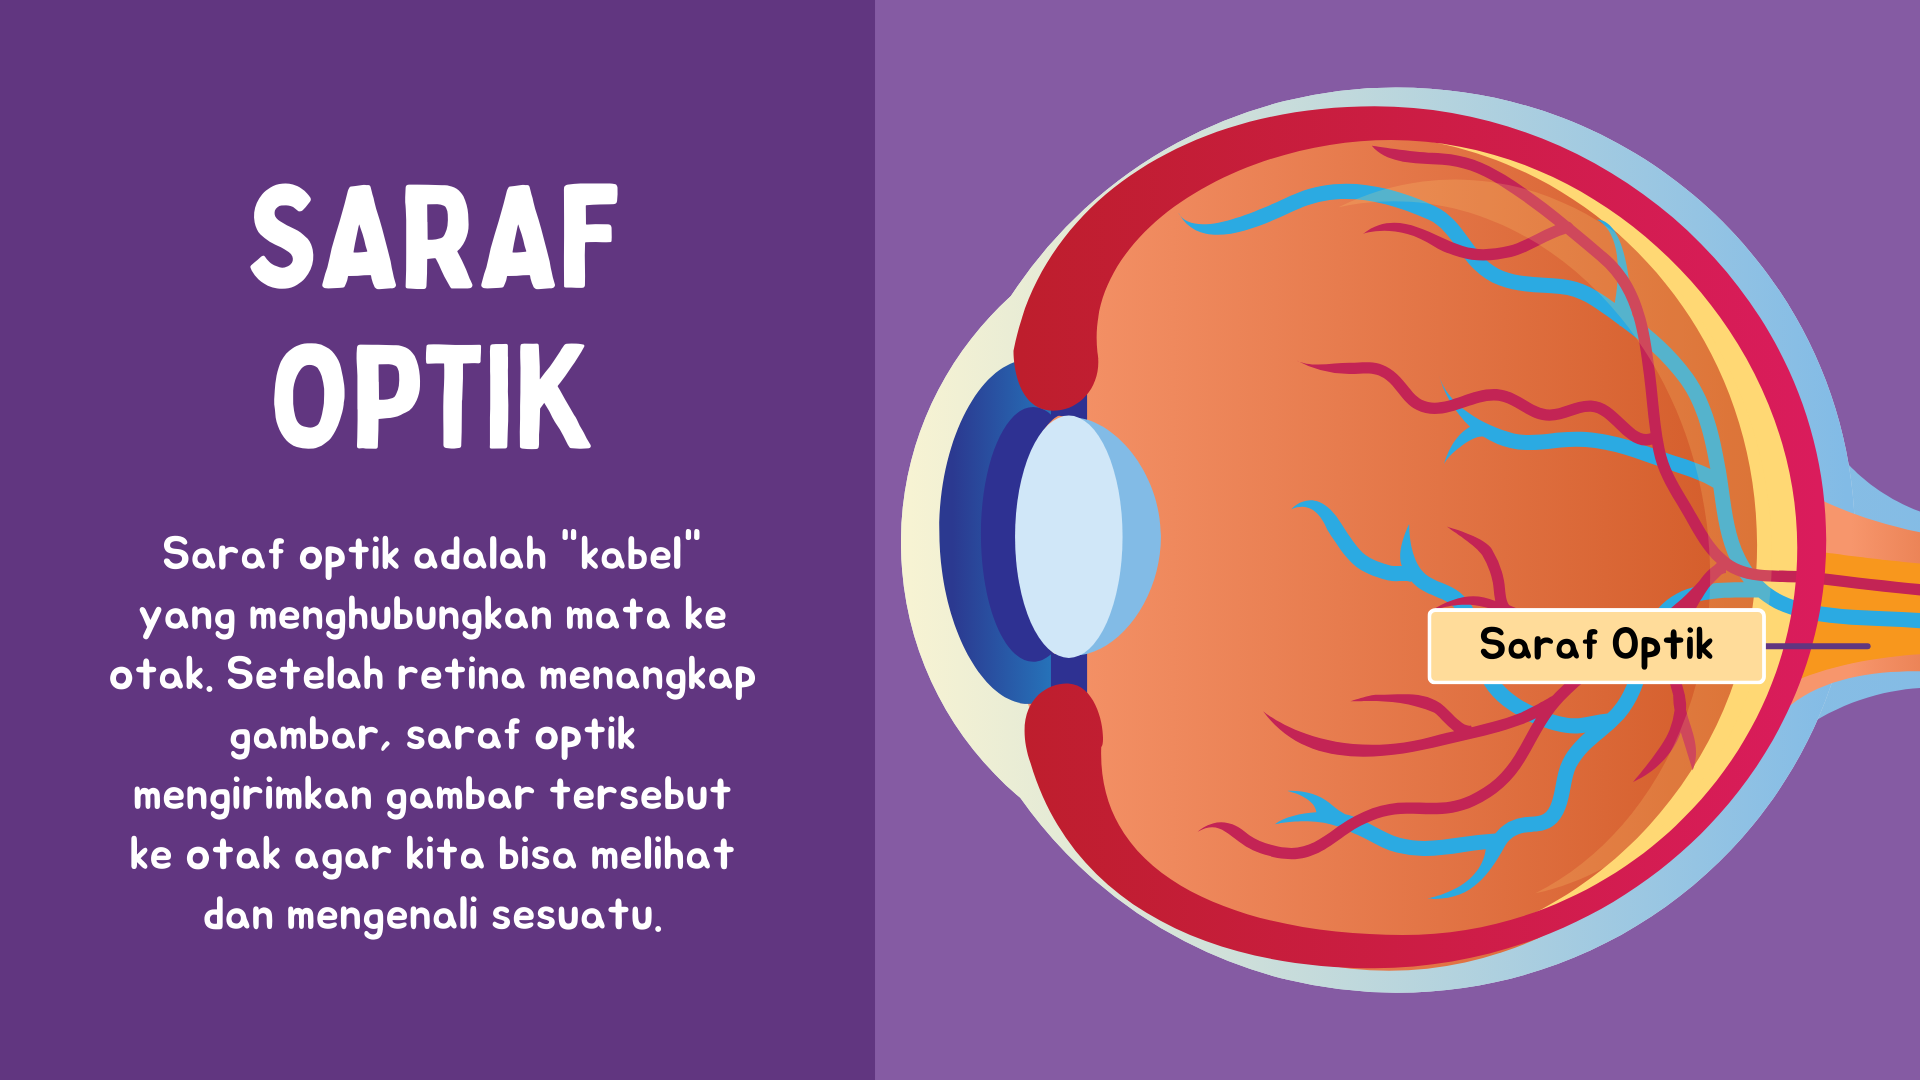 SARAF
OPTIK
Saraf optik adalah "kabel"
yang menghubungkan mata ke
otak. Setelah retina menangkap
gambar, saraf optik
mengirimkan gambar tersebut
ke otak agar kita bisa melihat
dan mengenali sesuatu.
Saraf Optik